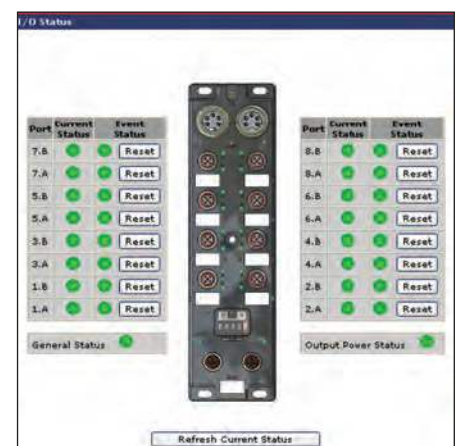 I/O Status
Port Current Status Event Status
7.B Reset
7.A Reset
5.B Reset
5.A Reset
3.B Reset
3.A Reset
1.B Reset
1.A Reset
General Status
Port Current Status Event Status
8.B Reset
8.A Reset
6.B Reset
6.A Reset
4.B Reset
4.A Reset
2.B Reset
2.A Reset
Output Power Status
Refresh Current Status